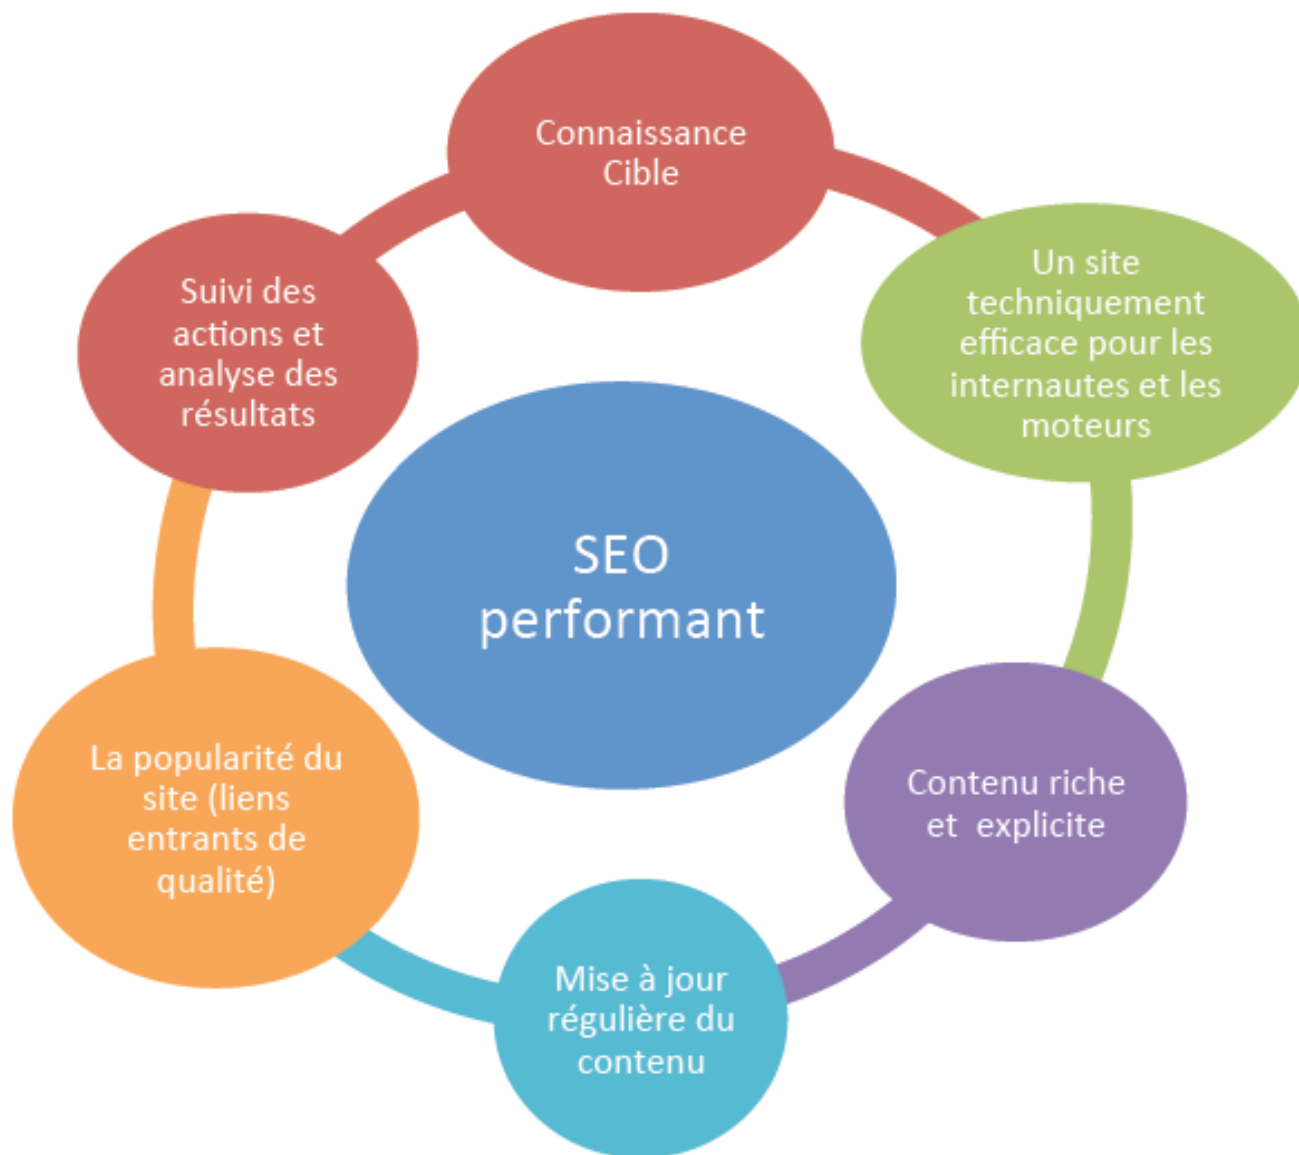 Connaissance
Cible
Un site
techniquement
efficace pour les
internautes et les
moteurs
Contenu riche
et explicite
Mise à jour
régulière du
contenu
La popularité du
site (liens
entrants de
qualité)
Suivi des
actions et
analyse des
résultats
SEO
performant